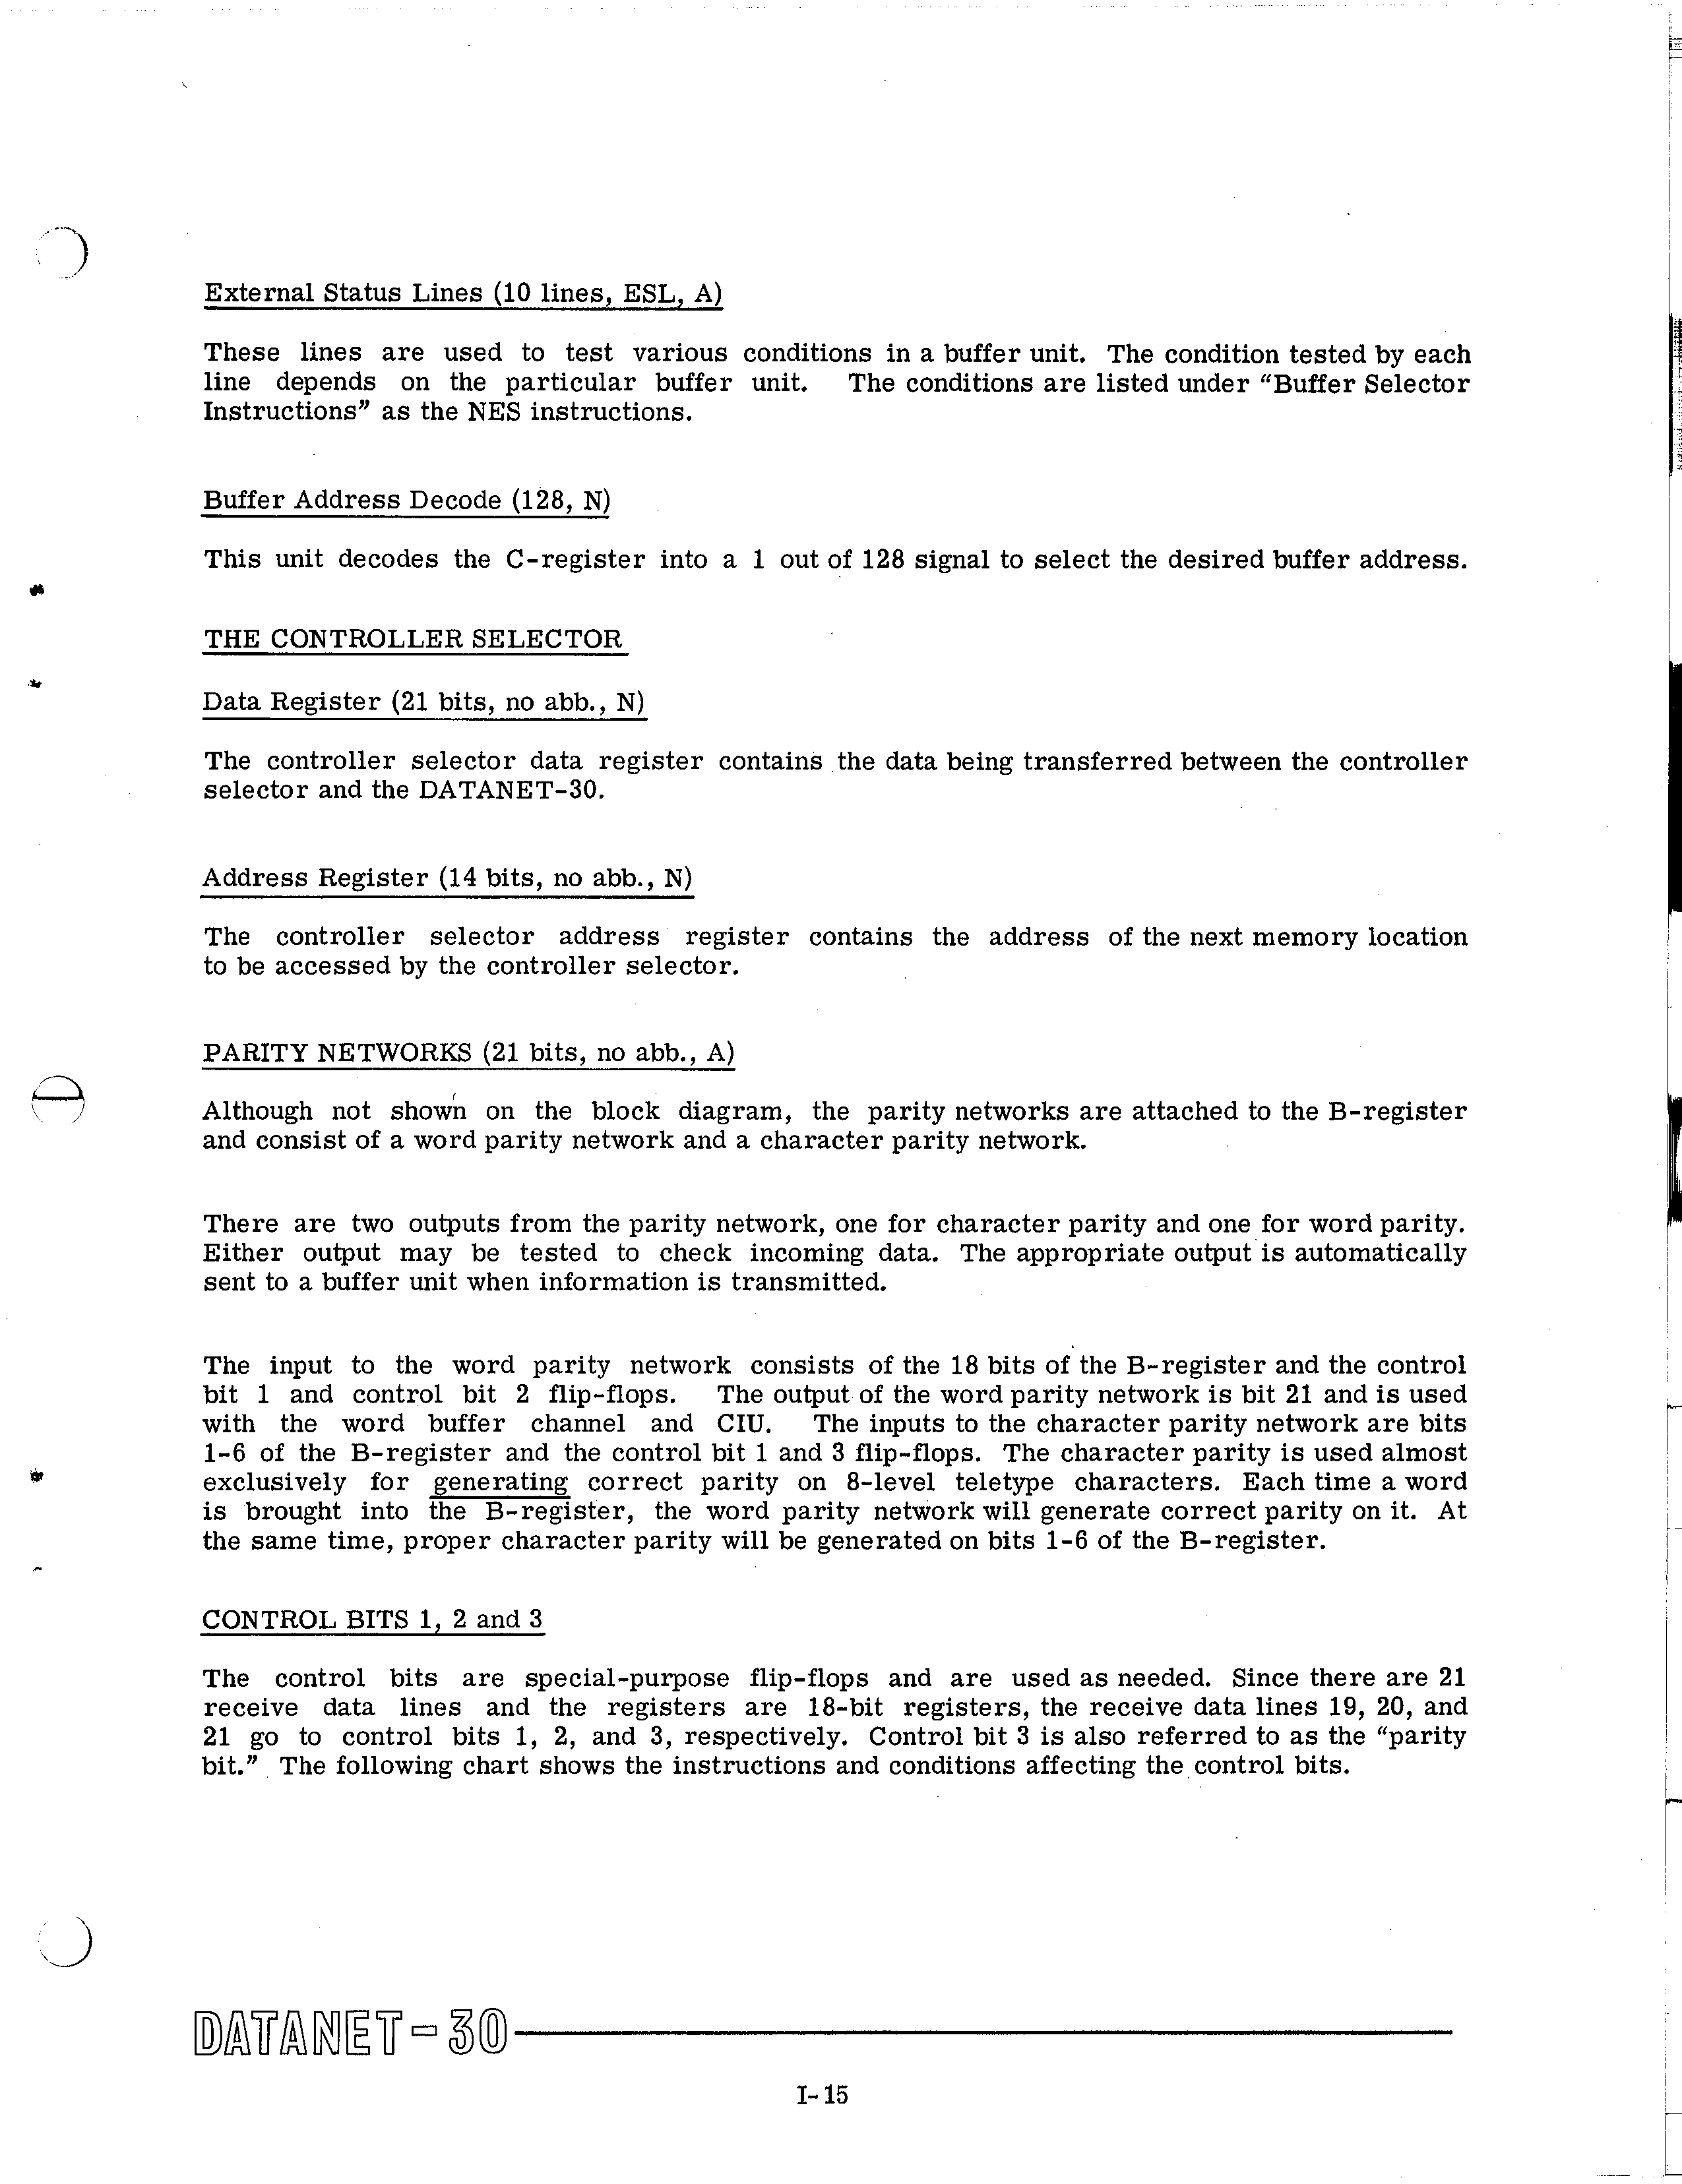 External Status Lines (10 lines, ESL, A)
These lines are used to test various conditions in a buffer unit. The condition tested by each
line depends on the particular buffer unit. The conditions are listed under “Buffer Selector
Instructions” as the NES instructions.
Buffer Address Decode (128, N)
This unit decodes the C-register into a 1 out of 128 signal to select the desired buffer address.
THE CONTROLLER SELECTOR
Data Register (21 bits, no abb., N)
The controller selector data register contains the data being transferred between the controller
selector and the DATANET-30.
Address Register (14 bits, no abb., N)
The controller selector address register contains the address of the next memory location
to be accessed by the controller selector.
PARITY NETWORKS (21 bits, no abb., A)
Although not shown on the block diagram, the parity networks are attached to the B-register
and consist of a word parity network and a character parity network.
There are two outputs from the parity network, one for character parity and one for word parity.
Either output may be tested to check incoming data. The appropriate output is automatically
sent to a buffer unit when information is transmitted.
The input to the word parity network consists of the 18 bits of the B-register and the control
bit 1 and control bit 2 flip-flops. The output of the word parity network is bit 21 and is used
with the word buffer channel and CIU. The inputs to the character parity network are bits
1-6 of the B-register and the control bit 1 and 3 flip-flops. The character parity is used almost
exclusively for generating correct parity on 8-level teletype characters. Each time a word
is brought into the B-register, the word parity network will generate correct parity on it. At
the same time, proper character parity will be generated on bits 1-6 of the B-register.
CONTROL BITS 1, 2 and 3
The control bits are special-purpose flip-flops and are used as needed. Since there are 21
receive data lines and the registers are 18-bit registers, the receive data lines 19, 20, and
21 go to control bits 1, 2, and 3, respectively. Control bit 3 is also referred to as the “parity
bit.” The following chart shows the instructions and conditions affecting the control bits.
DATANET-30
I-15